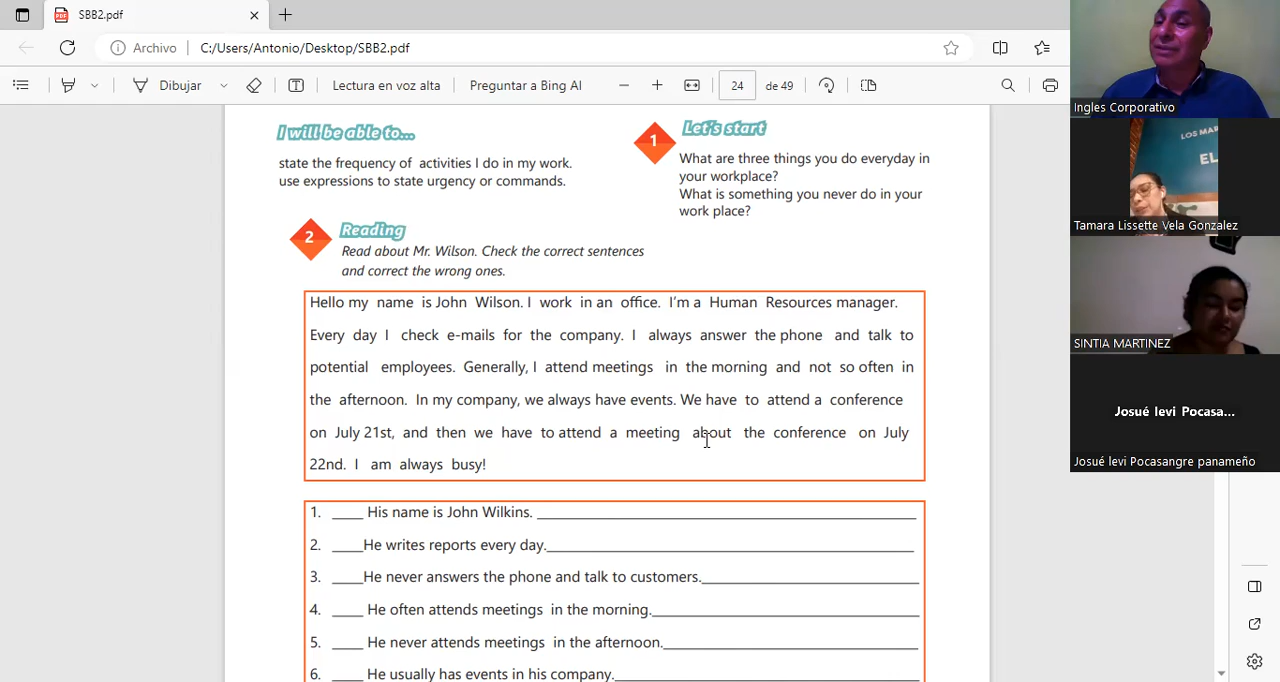 SBB2.pdf
Archivo C:/Users/Antonio/Desktop/SBB2.pdf
Dibujar Lectura en voz alta Preguntar a Bing AI 24 de 49
I will be able to...
state the frequency of activities I do in my work.
use expressions to state urgency or commands.
1 Let's start
What are three things you do everyday in
your workplace?
What is something you never do in your
work place?
2 Reading
Read about Mr. Wilson. Check the correct sentences
and correct the wrong ones.
Hello my name is John Wilson. I work in an office. I'm a Human Resources manager.
Every day I check e-mails for the company. I always answer the phone and talk to
potential employees. Generally, I attend meetings in the morning and not so often in
the afternoon. In my company, we always have events. We have to attend a conference
on July 21st, and then we have to attend a meeting about the conference on July
22nd. I am always busy!
1. ____ His name is John Wilkins. ____
2. ____He writes reports every day.____
3. ____He never answers the phone and talk to customers.____
4. ____ He often attends meetings in the morning.____
5. ____ He never attends meetings in the afternoon.____
6. ____ He usually has events in his company.____
Ingles Corporativo
LOS MA
EL
Tamara Lissette Vela Gonzalez
SINTIA MARTINEZ
Josué levi Pocasa...
Josué levi Pocasangre panameño